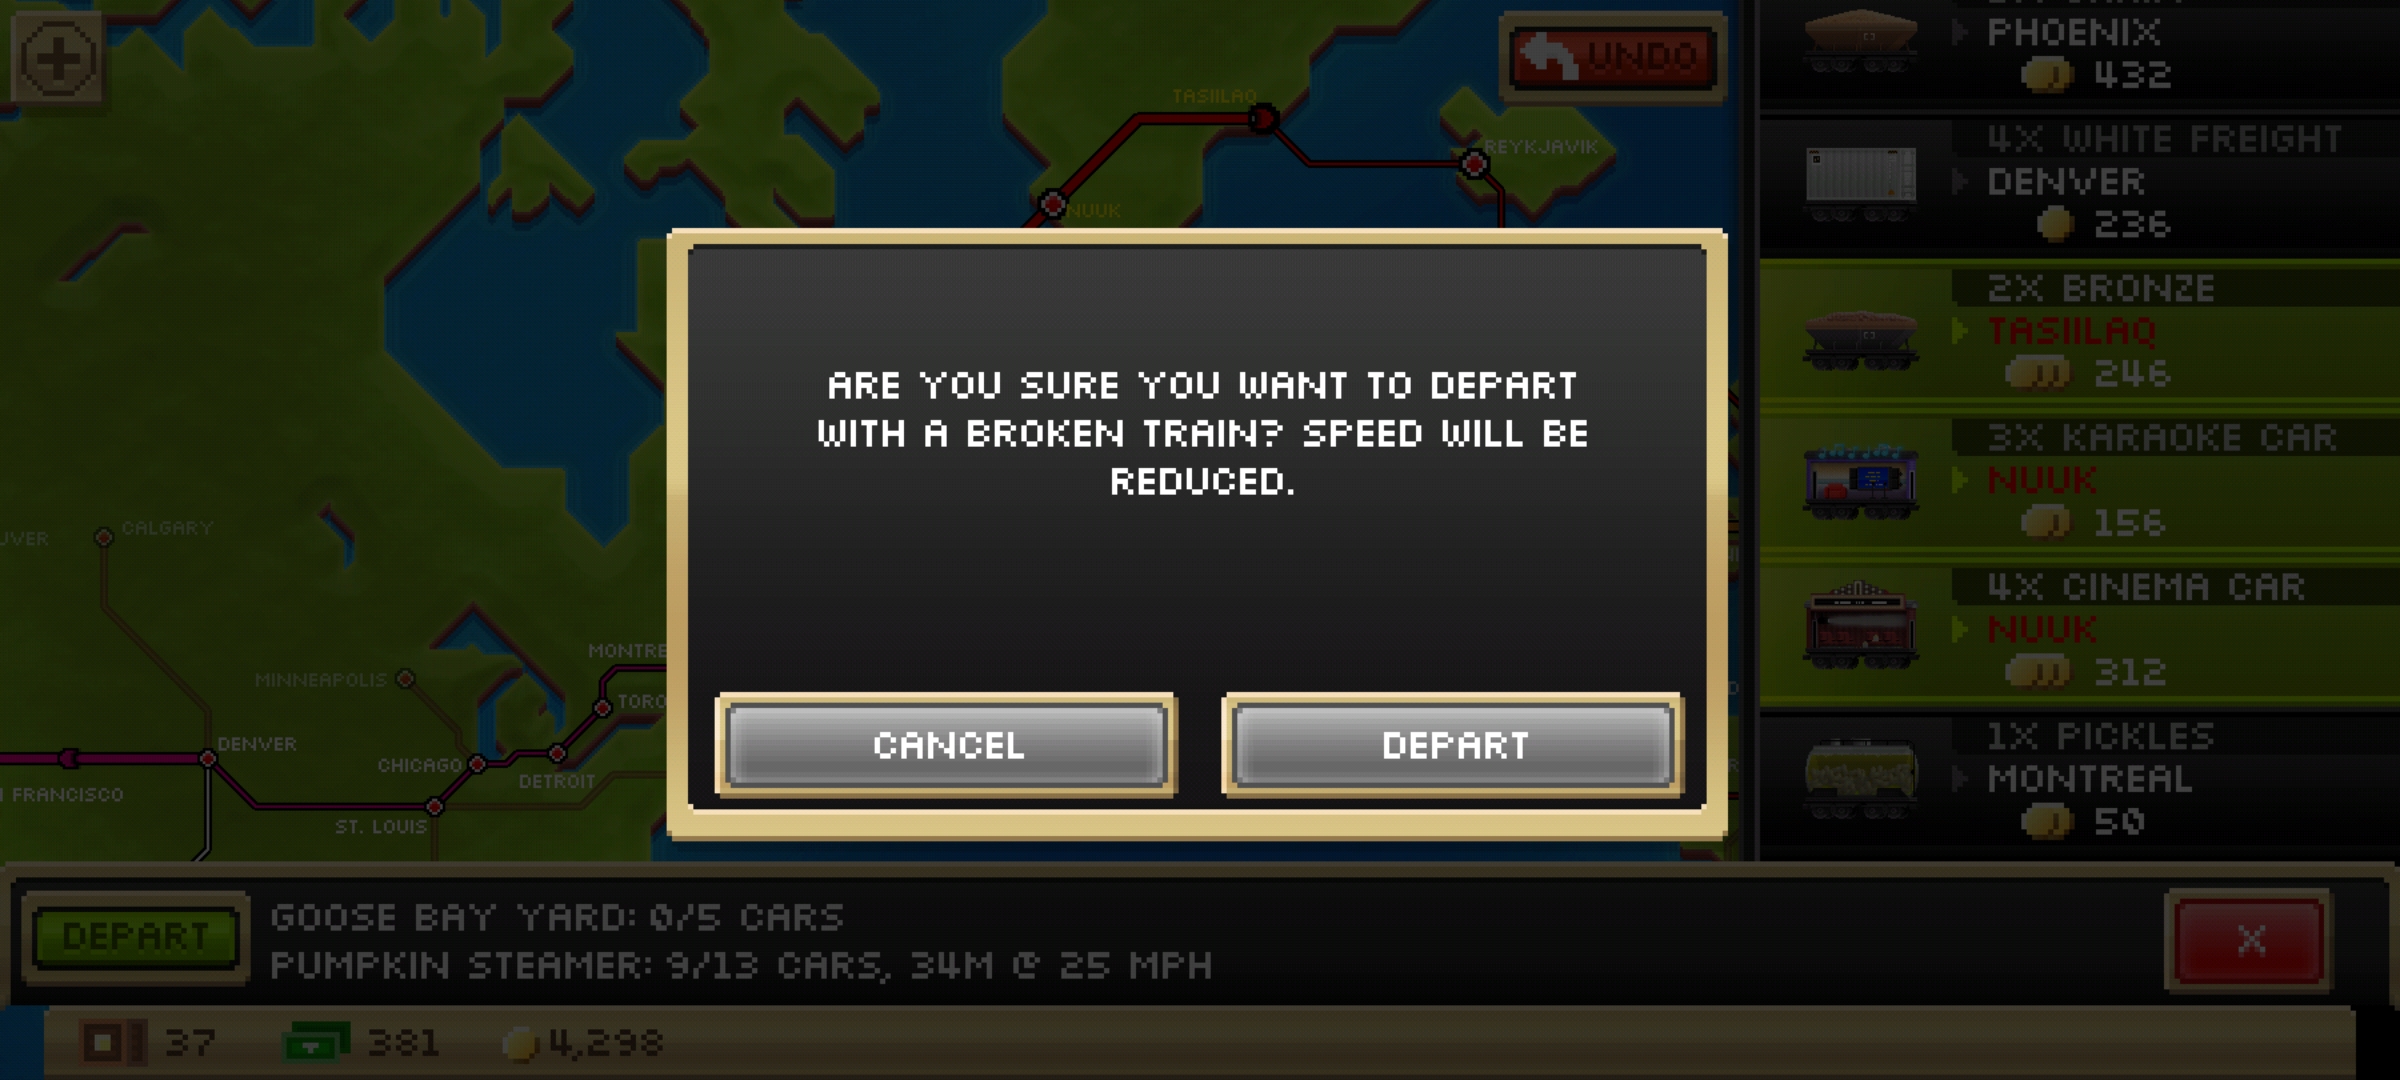 UNDO
TASIILAQ
REYKJAVIK
NUUK
CALGARY
MINNEAPOLIS
MONTRE
TORO
DENVER
CHICAGO
DETROIT
FRANCISCO
ST. LOUIS
PHOENIX
432
4X WHITE FREIGHT
DENVER
236
2X BRONZE
TASIILAQ
246
3X KARAOKE CAR
NUUK
156
4X CINEMA CAR
NUUK
312
1X PICKLES
MONTREAL
50
ARE YOU SURE YOU WANT TO DEPART
WITH A BROKEN TRAIN? SPEED WILL BE
REDUCED.
CANCEL
DEPART
DEPART
GOOSE BAY YARD: 0/5 CARS
PUMPKIN STEAMER: 9/13 CARS, 34M @ 25 MPH
X
37
381
4,298